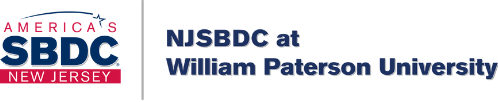 AMERICA'S
SBDC
NEW JERSEY
NJSBDC at
William Paterson University